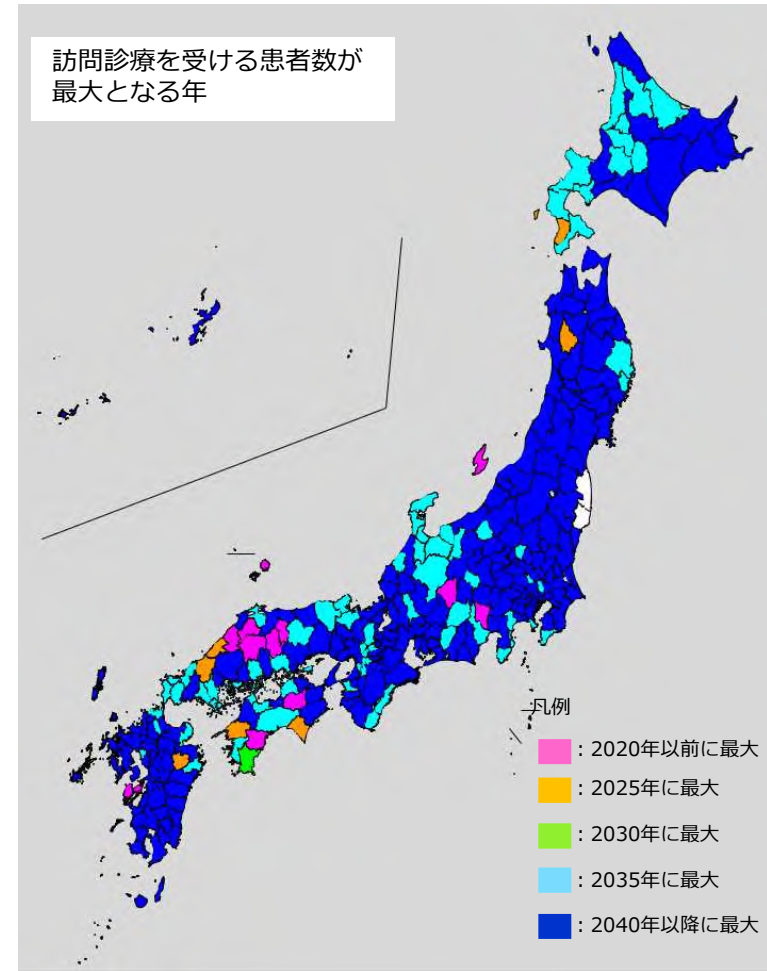 訪問診療を受ける患者数が
最大となる年
凡例
：2020年以前に最大
：2025年に最大
：2030年に最大
：2035年に最大
：2040年以降に最大